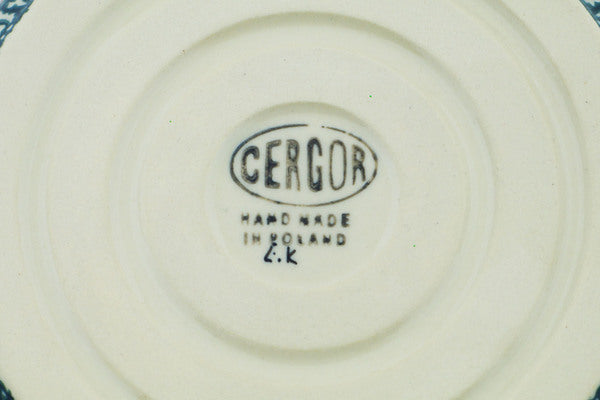 CERGOR
HAND MADE
IN POLAND
L.K